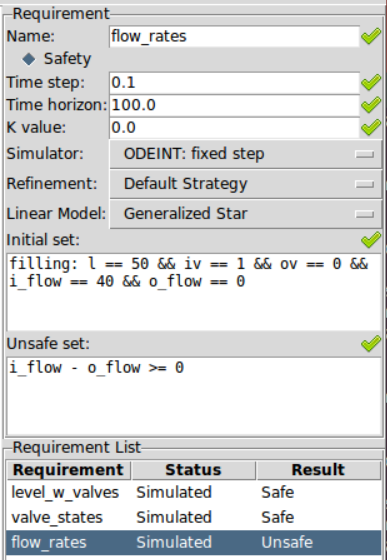 Requirement
Name: flow_rates
Safety
Time step: 0.1
Time horizon: 100.0
K value: 0.0
Simulator: ODEINT: fixed step
Refinement: Default Strategy
Linear Model: Generalized Star
Initial set:
filling: l == 50 && iv == 1 && ov == 0 &&
i_flow == 40 && o_flow == 0
Unsafe set:
i_flow - o_flow >= 0
Requirement List
Requirement Status Result
level_w_valves Simulated Safe
valve_states Simulated Safe
flow_rates Simulated Unsafe